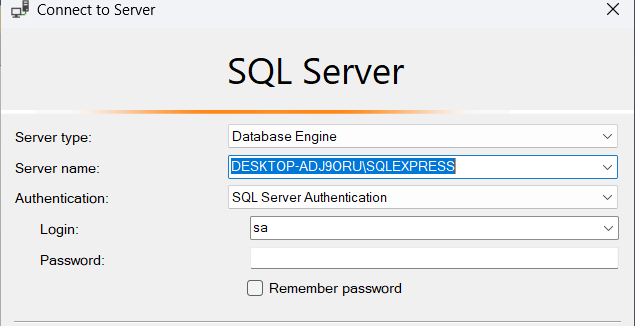 Connect to Server
SQL Server
Server type: Database Engine
Server name: DESKTOP-ADJ9ORU\SQLEXPRESS
Authentication: SQL Server Authentication
Login: sa
Password:
Remember password